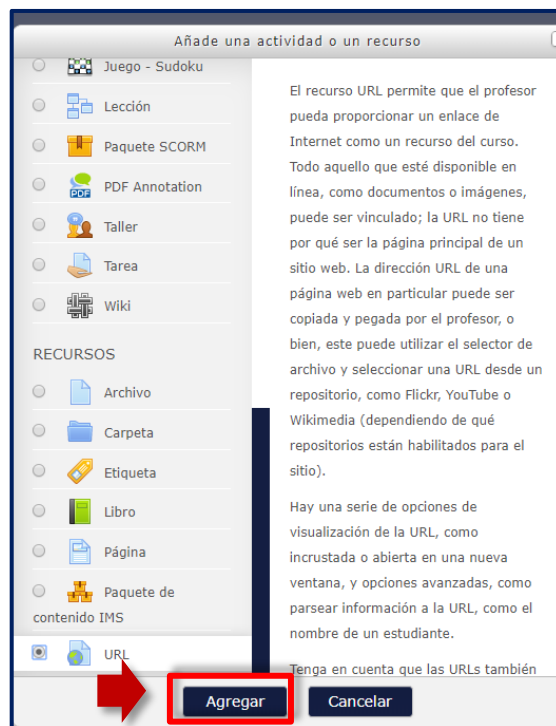 Añade una actividad o un recurso
Juego - Sudoku
Lección
Paquete SCORM
PDF Annotation
PDF
Taller
Tarea
Wiki
RECURSOS
Archivo
Carpeta
Etiqueta
Libro
Página
Paquete de
contenido IMS
URL
El recurso URL permite que el profesor
pueda proporcionar un enlace de
Internet como un recurso del curso.
Todo aquello que esté disponible en
línea, como documentos o imágenes,
puede ser vinculado; la URL no tiene
por qué ser la página principal de un
sitio web. La dirección URL de una
página web en particular puede ser
copiada y pegada por el profesor, o
bien, este puede utilizar el selector de
archivo y seleccionar una URL desde un
repositorio, como Flickr, YouTube o
Wikimedia (dependiendo de qué
repositorios están habilitados para el
sitio).
Hay una serie de opciones de
visualización de la URL, como
incrustada o abierta en una nueva
ventana, y opciones avanzadas, como
parsear información a la URL, como el
nombre de un estudiante.
Tenga en cuenta que las URLs también
Agregar
Cancelar